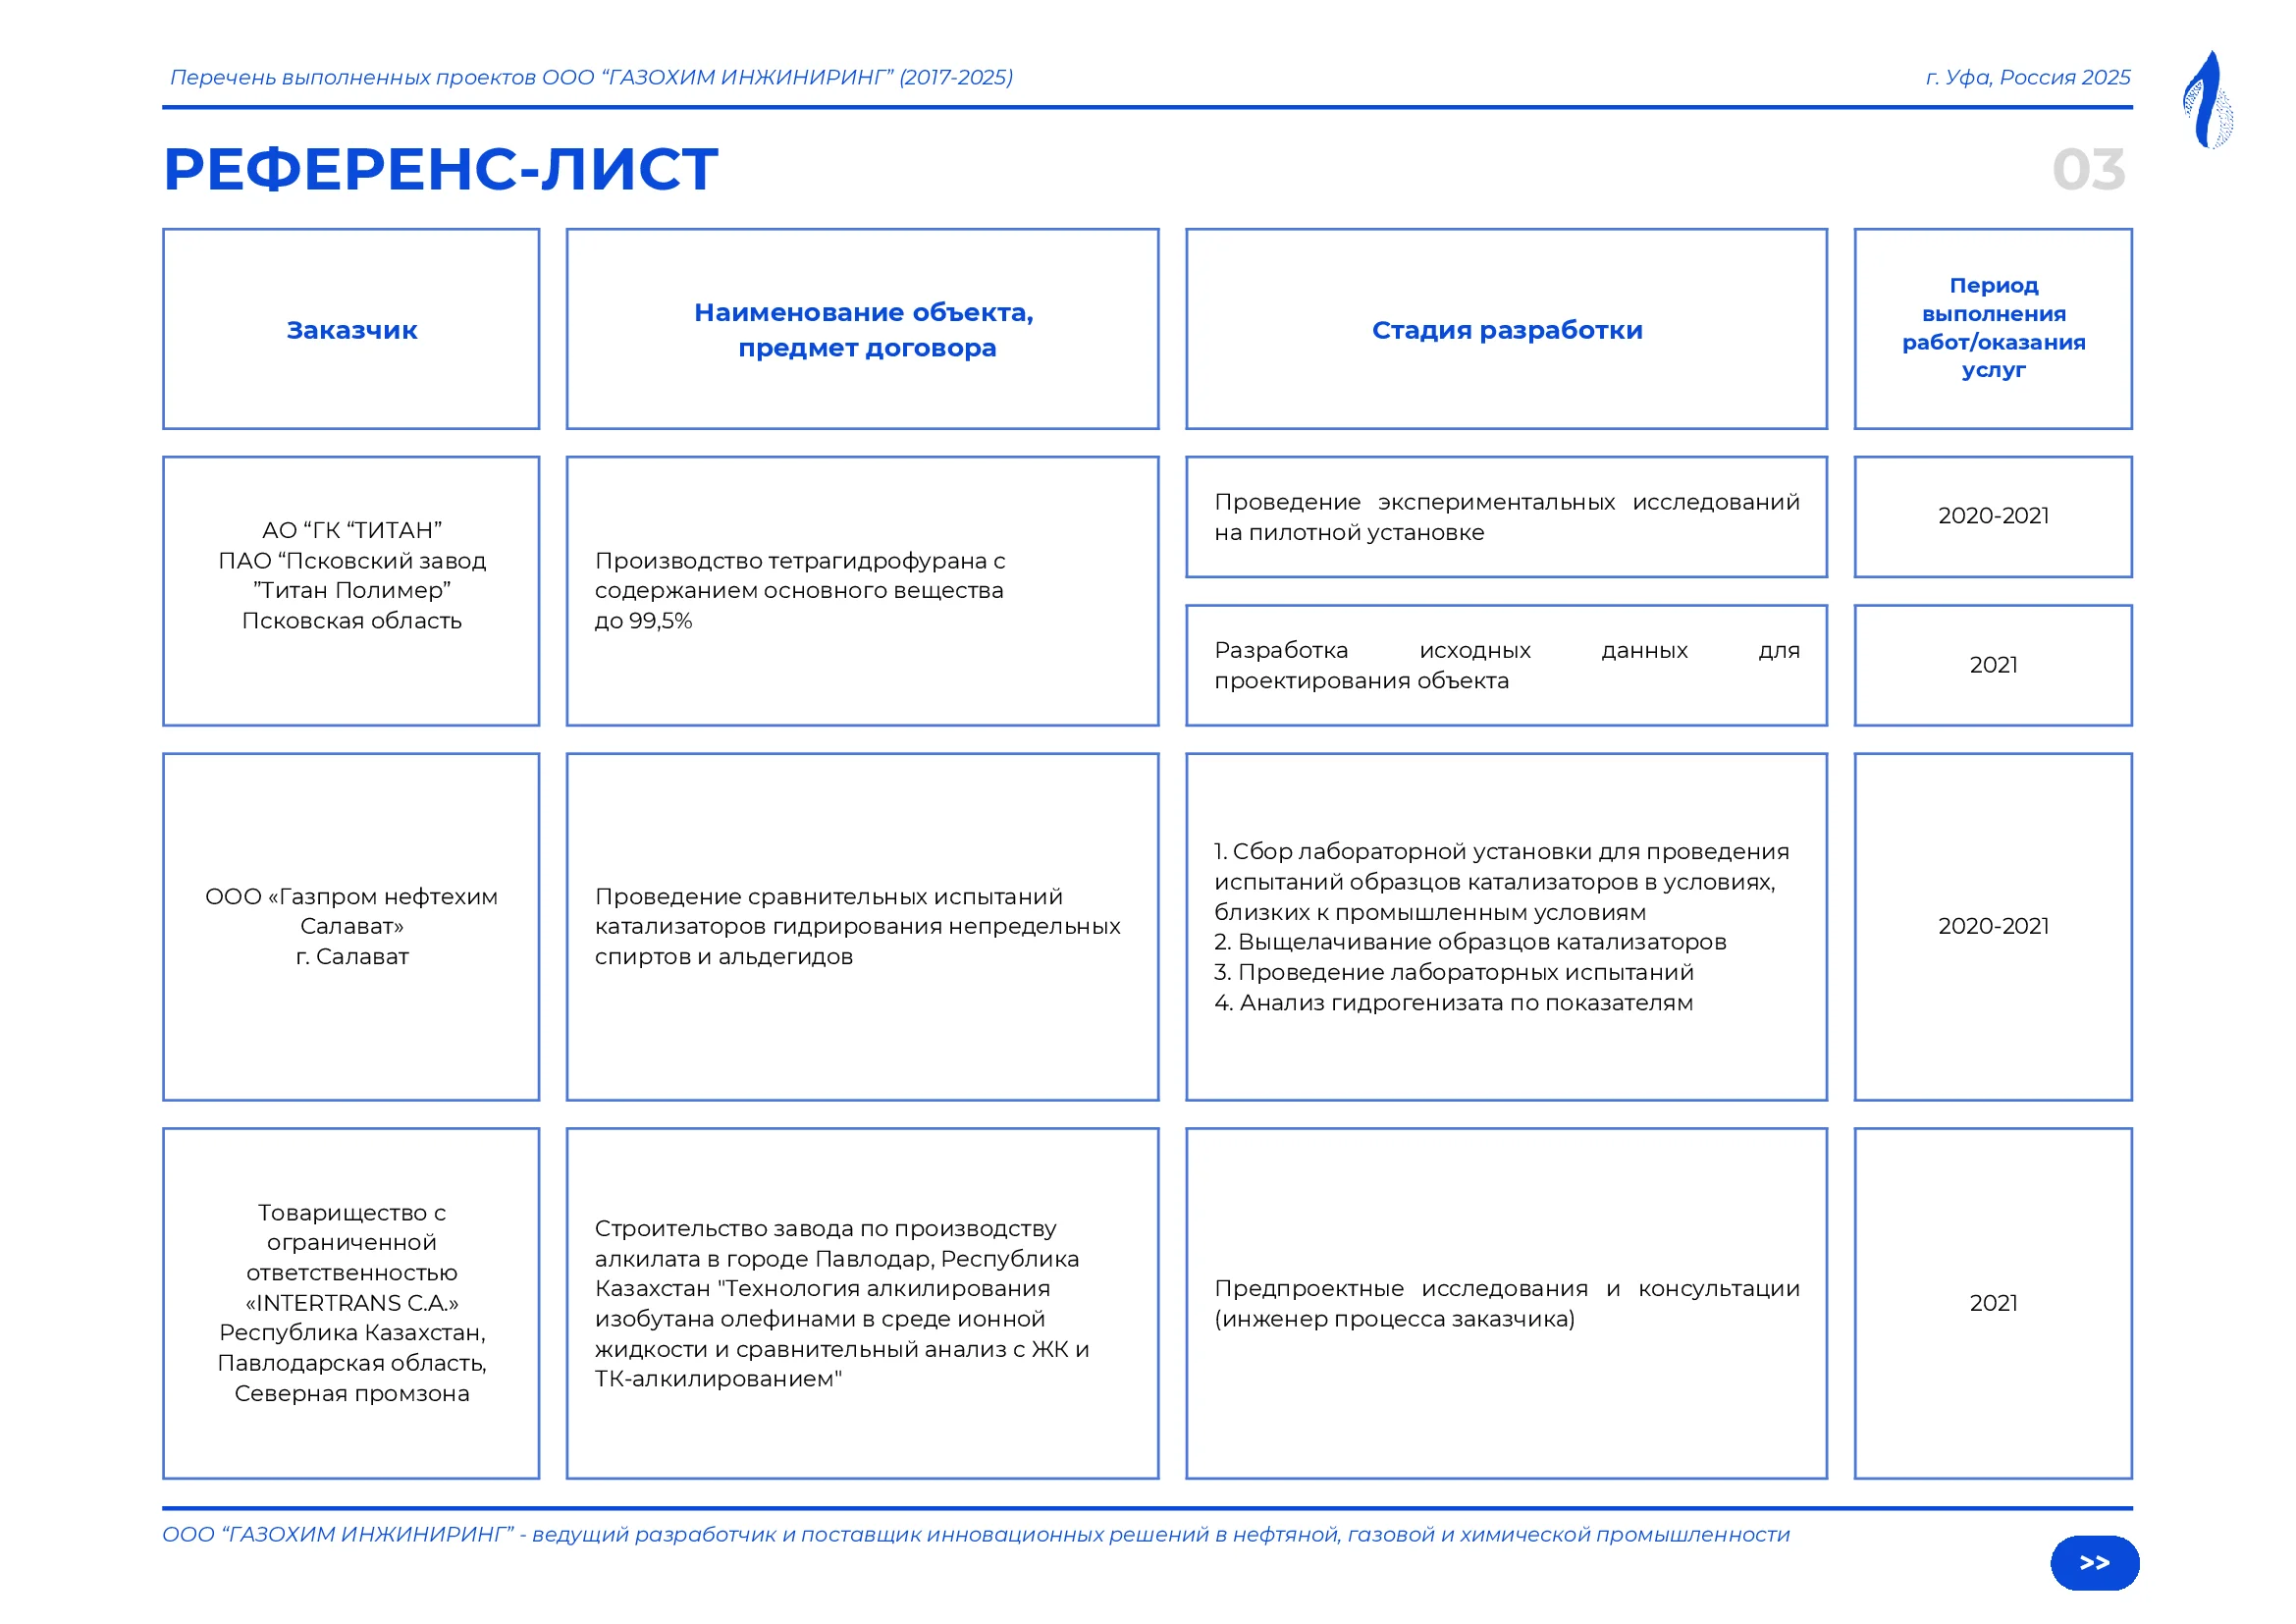 Перечень выполненных проектов ООО “ГАЗОХИМ ИНЖИНИРИНГ” (2017-2025)
г. Уфа, Россия 2025
РЕФЕРЕНС-ЛИСТ
03
Заказчик
Наименование объекта,
предмет договора
Стадия разработки
Период
выполнения
работ/оказания
услуг
АО “ГК “ТИТАН”
ПАО “Псковский завод
”Титан Полимер”
Псковская область
Производство тетрагидрофурана с
содержанием основного вещества
до 99,5%
Проведение экспериментальных исследований
на пилотной установке
2020-2021
Разработка исходных данных для
проектирования объекта
2021
ООО «Газпром нефтехим
Салават»
г. Салават
Проведение сравнительных испытаний
катализаторов гидрирования непредельных
спиртов и альдегидов
1. Сбор лабораторной установки для проведения
испытаний образцов катализаторов в условиях,
близких к промышленным условиям
2. Выщелачивание образцов катализаторов
3. Проведение лабораторных испытаний
4. Анализ гидрогенизата по показателям
2020-2021
Товарищество с
ограниченной
ответственностью
«INTERTRANS C.A.»
Республика Казахстан,
Павлодарская область,
Северная промзона
Строительство завода по производству
алкилата в городе Павлодар, Республика
Казахстан "Технология алкилирования
изобутана олефинами в среде ионной
жидкости и сравнительный анализ с ЖК и
ТК-алкилированием"
Предпроектные исследования и консультации
(инженер процесса заказчика)
2021
ООО “ГАЗОХИМ ИНЖИНИРИНГ” - ведущий разработчик и поставщик инновационных решений в нефтяной, газовой и химической промышленности
>>